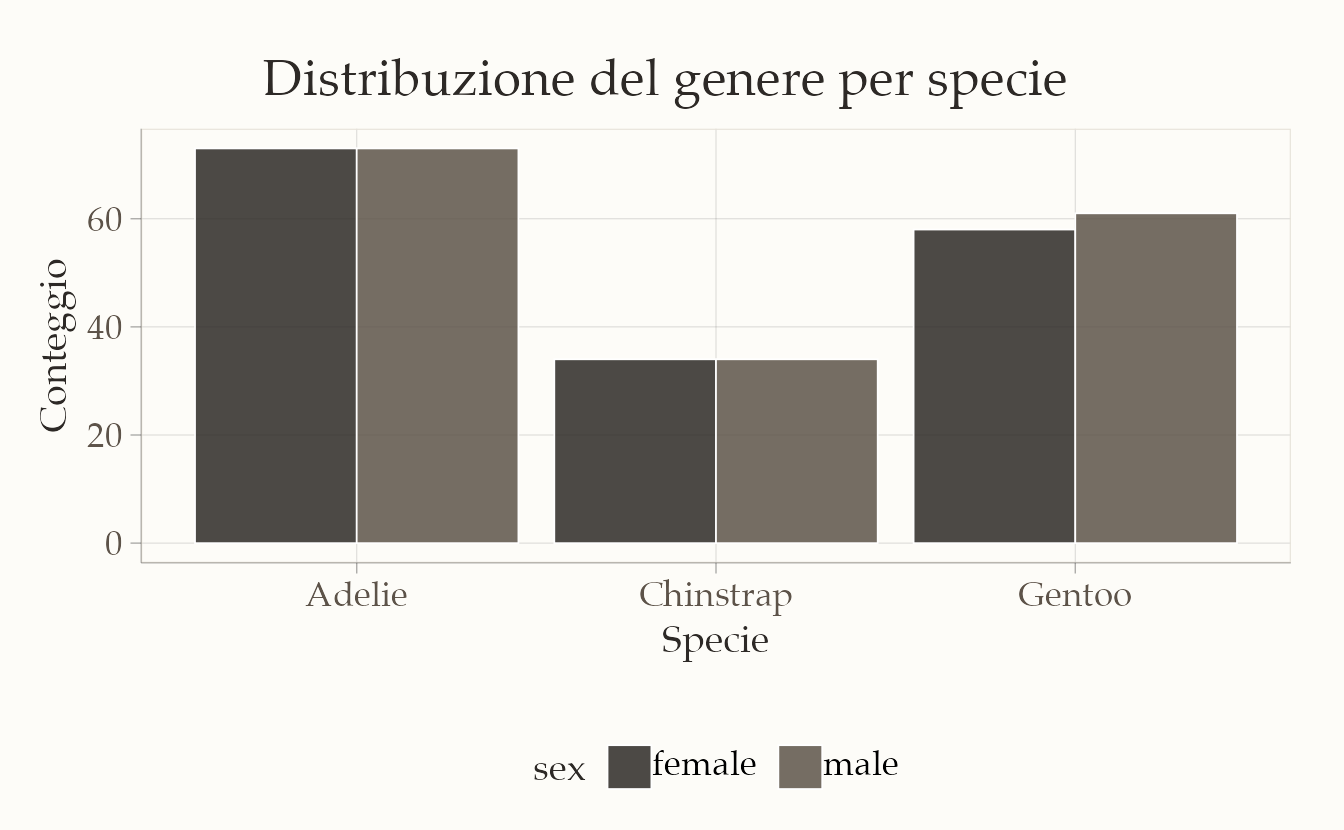 Distribuzione del genere per specie
Conteggio
60
40
20
0
Adelie Chinstrap Gentoo
Specie
sex female male